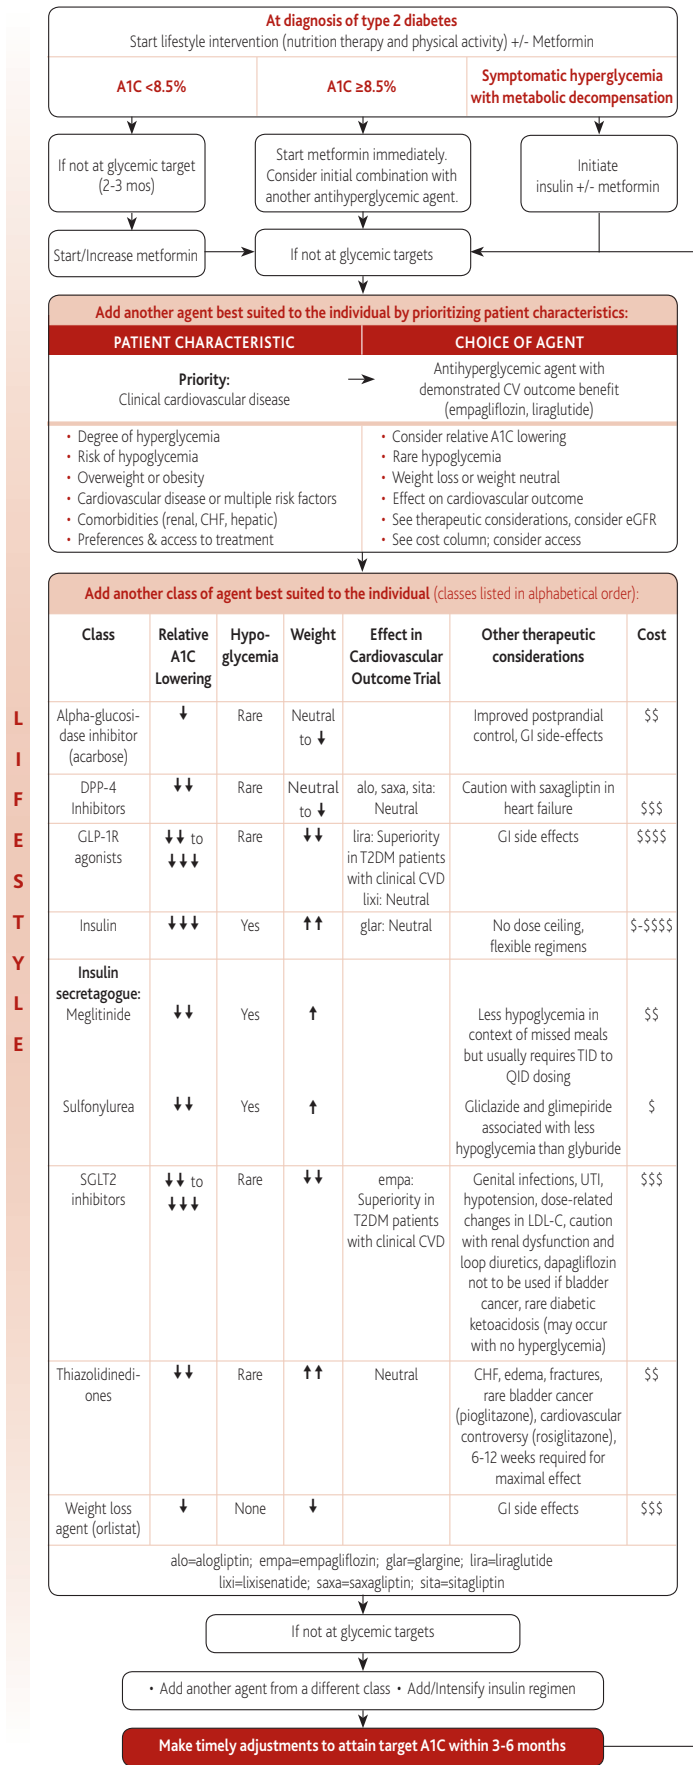 At diagnosis of type 2 diabetes
Start lifestyle intervention (nutrition therapy and physical activity) +/- Metformin
A1C <8.5%
A1C ≥8.5%
Symptomatic hyperglycemia
with metabolic decompensation
If not at glycemic target
(2-3 mos)
Start metformin immediately.
Consider initial combination with
another antihyperglycemic agent.
Initiate
insulin +/- metformin
Start/Increase metformin
If not at glycemic targets
Add another agent best suited to the individual by prioritizing patient characteristics:
PATIENT CHARACTERISTIC
CHOICE OF AGENT
Priority:
Clinical cardiovascular disease
Antihyperglycemic agent with
demonstrated CV outcome benefit
(empagliflozin, liraglutide)
• Degree of hyperglycemia
• Risk of hypoglycemia
• Overweight or obesity
• Cardiovascular disease or multiple risk factors
• Comorbidities (renal, CHF, hepatic)
• Preferences & access to treatment
• Consider relative A1C lowering
• Rare hypoglycemia
• Weight loss or weight neutral
• Effect on cardiovascular outcome
• See therapeutic considerations, consider eGFR
• See cost column; consider access
Add another class of agent best suited to the individual (classes listed in alphabetical order):
Class
Relative
A1C
Lowering
Hypo-
glycemia
Weight
Effect in
Cardiovascular
Outcome Trial
Other therapeutic
considerations
Cost
Alpha-glucosi-
dase inhibitor
(acarbose)
↓
Rare
Neutral
to ↓
Improved postprandial
control, GI side-effects
$$
DPP-4
Inhibitors
↓↓
Rare
Neutral
to ↓
alo, saxa, sita:
Neutral
Caution with saxagliptin in
heart failure
$$$
GLP-1R
agonists
↓↓ to
↓↓↓
Rare
↓↓
lira: Superiority
in T2DM patients
with clinical CVD
lixi: Neutral
GI side effects
$$$$
Insulin
↓↓↓
Yes
↑↑
glar: Neutral
No dose ceiling,
flexible regimens
$-$$$$
Insulin
secretagogue:
Meglitinide
↓↓
Yes
↑
Less hypoglycemia in
context of missed meals
but usually requires TID to
QID dosing
$$
Sulfonylurea
↓↓
Yes
↑
Gliclazide and glimepiride
associated with less
hypoglycemia than glyburide
$
SGLT2
inhibitors
↓↓ to
↓↓↓
Rare
↓↓
empa:
Superiority in
T2DM patients
with clinical CVD
Genital infections, UTI,
hypotension, dose-related
changes in LDL-C, caution
with renal dysfunction and
loop diuretics, dapagliflozin
not to be used if bladder
cancer, rare diabetic
ketoacidosis (may occur
with no hyperglycemia)
$$$
Thiazolidinedi-
ones
↓↓
Rare
↑↑
Neutral
CHF, edema, fractures,
rare bladder cancer
(pioglitazone), cardiovascular
controversy (rosiglitazone),
6-12 weeks required for
maximal effect
$$
Weight loss
agent (orlistat)
↓
None
↓
GI side effects
$$$
alo=alogliptin; empa=empagliflozin; glar=glargine; lira=liraglutide
lixi=lixisenatide; saxa=saxagliptin; sita=sitagliptin
If not at glycemic targets
• Add another agent from a different class • Add/Intensify insulin regimen
Make timely adjustments to attain target A1C within 3-6 months
L
I
F
E
S
T
Y
L
E